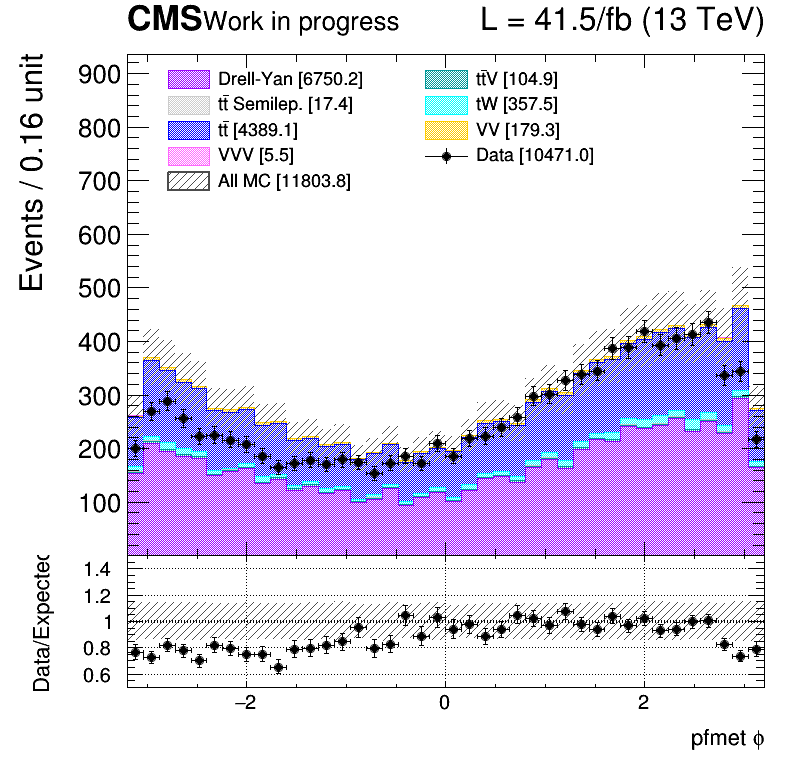 CMS Work in progress L = 41.5/fb (13 TeV)
Events / 0.16 unit
900
800
700
600
500
400
300
200
100
Drell-Yan [6750.2]
tt̄ Semilep. [17.4]
tt̄ [4389.1]
VVV [5.5]
All MC [11803.8]
tt̄V [104.9]
tW [357.5]
VV [179.3]
Data [10471.0]
Data/Expected
1.4
1.2
1
0.8
0.6
−2 0 2
pfmet ϕ